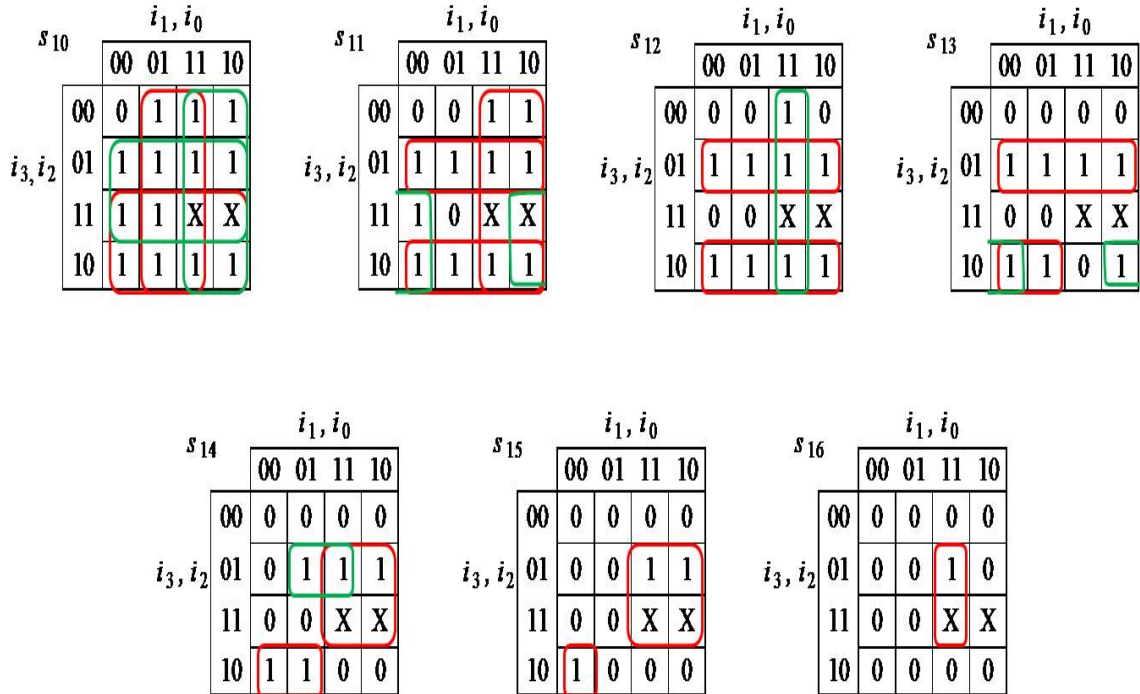 i1, i0 i1, i0 i1, i0 i1, i0
s10 s11 s12 s13
00 01 11 10 00 01 11 10 00 01 11 10 00 01 11 10
00 0 1 1 1 00 0 0 1 1 00 0 0 1 0 00 0 0 0 0
i3, i2 01 1 1 1 1 i3, i2 01 1 1 1 1 i3, i2 01 1 1 1 1 i3, i2 01 1 1 1 1
11 1 1 X X 11 1 0 X X 11 0 0 X X 11 0 0 X X
10 1 1 1 1 10 1 1 1 1 10 1 1 1 1 10 1 1 0 1
i1, i0 i1, i0 i1, i0
s14 s15 s16
00 01 11 10 00 01 11 10 00 01 11 10
00 0 0 0 0 00 0 0 0 0 00 0 0 0 0
i3, i2 01 0 1 1 1 i3, i2 01 0 0 1 1 i3, i2 01 0 0 1 0
11 0 0 X X 11 0 0 X X 11 0 0 X X
10 1 1 0 0 10 1 0 0 0 10 0 0 0 0